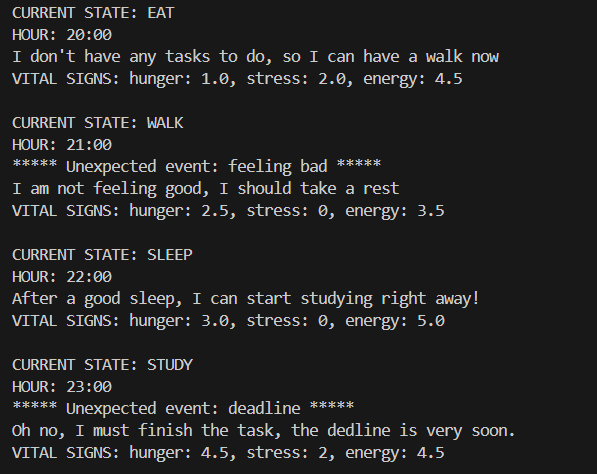 CURRENT STATE: EAT
HOUR: 20:00
I don't have any tasks to do, so I can have a walk now
VITAL SIGNS: hunger: 1.0, stress: 2.0, energy: 4.5
CURRENT STATE: WALK
HOUR: 21:00
***** Unexpected event: feeling bad *****
I am not feeling good, I should take a rest
VITAL SIGNS: hunger: 2.5, stress: 0, energy: 3.5
CURRENT STATE: SLEEP
HOUR: 22:00
After a good sleep, I can start studying right away!
VITAL SIGNS: hunger: 3.0, stress: 0, energy: 5.0
CURRENT STATE: STUDY
HOUR: 23:00
***** Unexpected event: deadline *****
Oh no, I must finish the task, the dedline is very soon.
VITAL SIGNS: hunger: 4.5, stress: 2, energy: 4.5